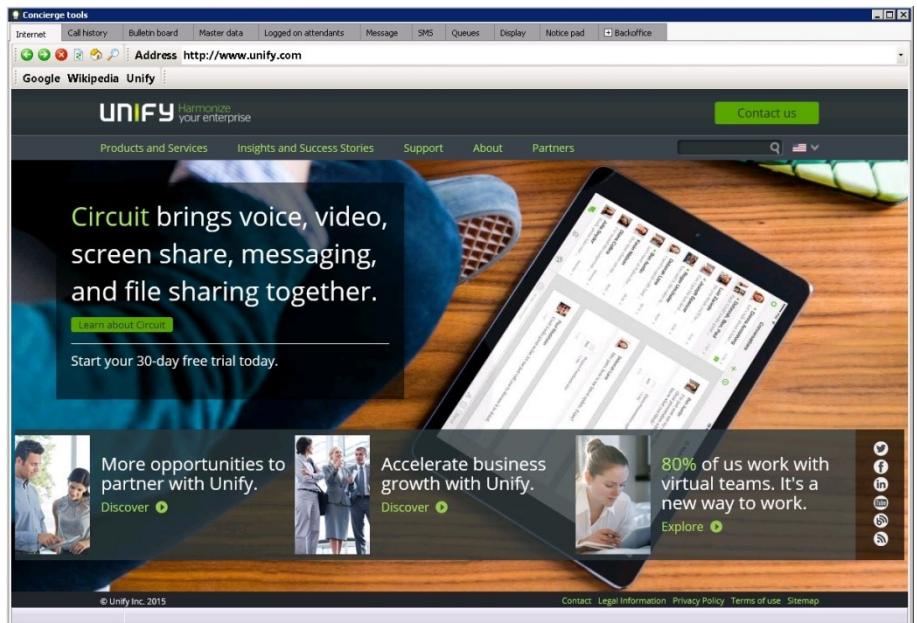 Concierge tools
Internet Call history Bulletin board Master data Logged on attendants Message SMS Queues Display Notice pad Backoffice
Address http://www.unify.com
Google Wikipedia Unify
UNIFY Harmonize
your enterprise
Contact us
Products and Services Insights and Success Stories Support About Partners
Circuit brings voice, video,
screen share, messaging,
and file sharing together.
Learn about Circuit
Start your 30-day free trial today.
More opportunities to
partner with Unify.
Discover
Accelerate business
growth with Unify.
Discover
80% of us work with
virtual teams. It's a
new way to work.
Explore
© Unify Inc. 2015
Contact Legal Information Privacy Policy Terms of use Sitemap